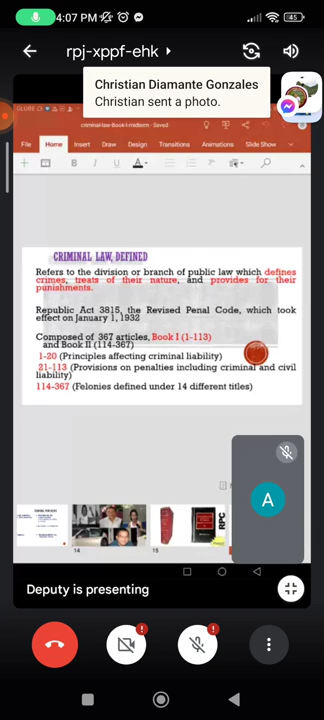 4:07 PM
45
rpj-xppf-ehk
Christian Diamante Gonzales
Christian sent a photo.
GLOBE
criminal-law-Book-I-midterm - Saved
File Home Insert Draw Design Transitions Animations Slide Show
B I U A
CRIMINAL LAW, DEFINED
Refers to the division or branch of public law which defines
crimes, treats of their nature, and provides for their
punishments.
Republic Act 3815, the Revised Penal Code, which took
effect on January 1, 1932
Composed of 367 articles, Book I (1-113)
and Book II (114-367)
1-20 (Principles affecting criminal liability)
21-113 (Provisions on penalties including criminal and civil
liability)
114-367 (Felonies defined under 14 different titles)
A
14
15
RPC
Deputy is presenting